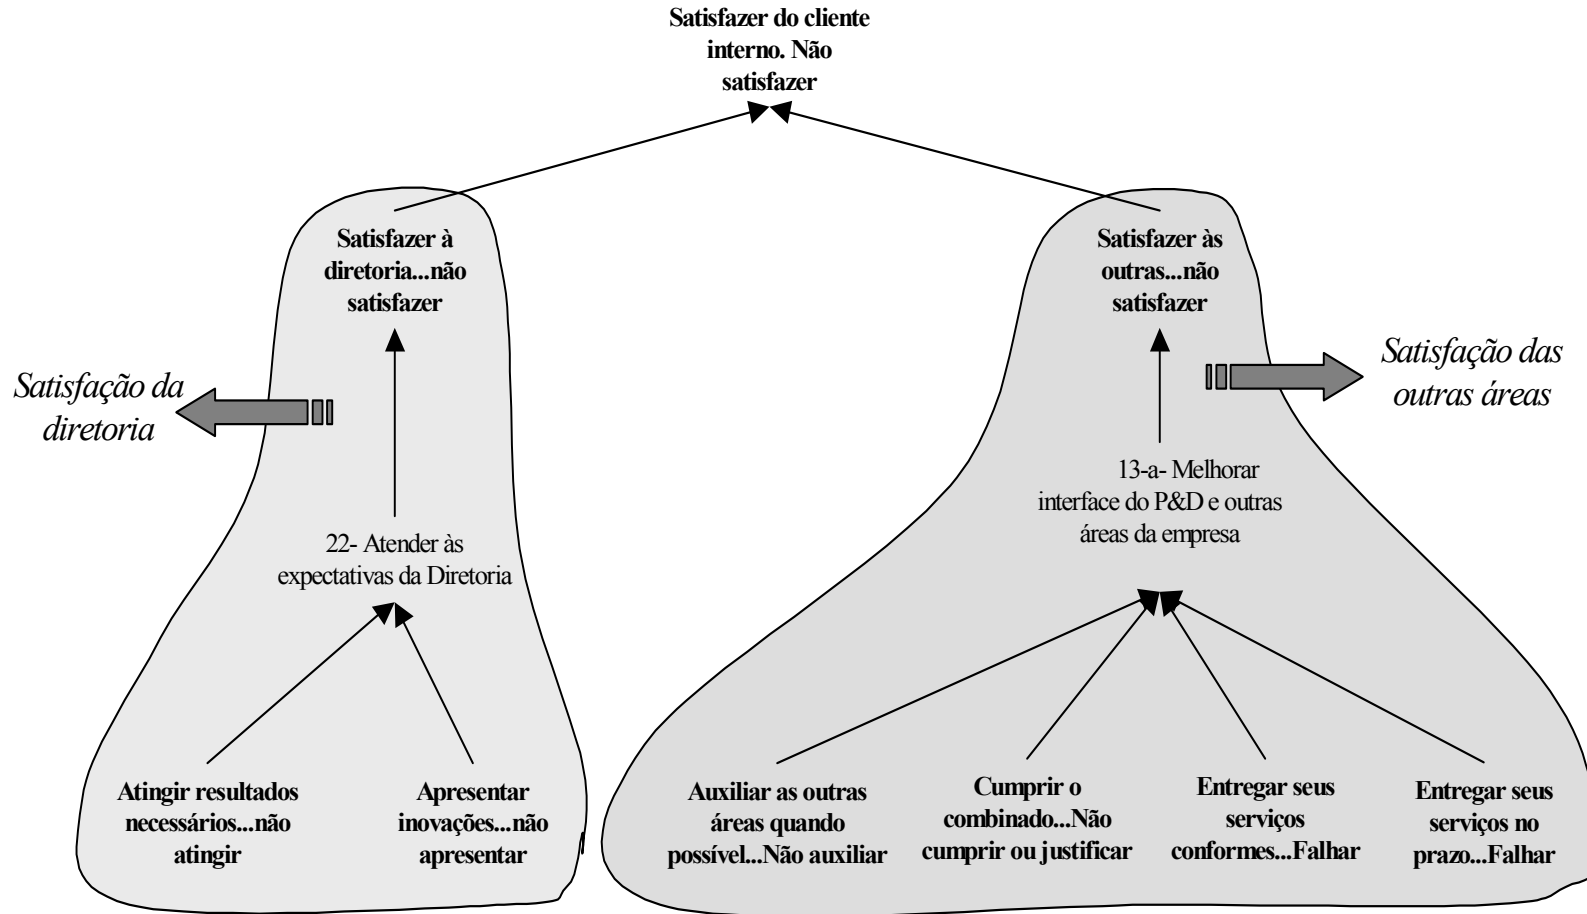 Satisfazer do cliente
interno. Não
satisfazer
Satisfazer à
diretoria...não
satisfazer
Satisfazer às
outras...não
satisfazer
Satisfação da
diretoria
Satisfação das
outras áreas
22- Atender às
expectativas da Diretoria
13-a- Melhorar
interface do P&D e outras
áreas da empresa
Atingir resultados
necessários...não
atingir
Apresentar
inovações...não
apresentar
Auxiliar as outras
áreas quando
possível...Não auxiliar
Cumprir o
combinado...Não
cumprir ou justificar
Entregar seus
serviços
conformes...Falhar
Entregar seus
serviços no
prazo...Falhar